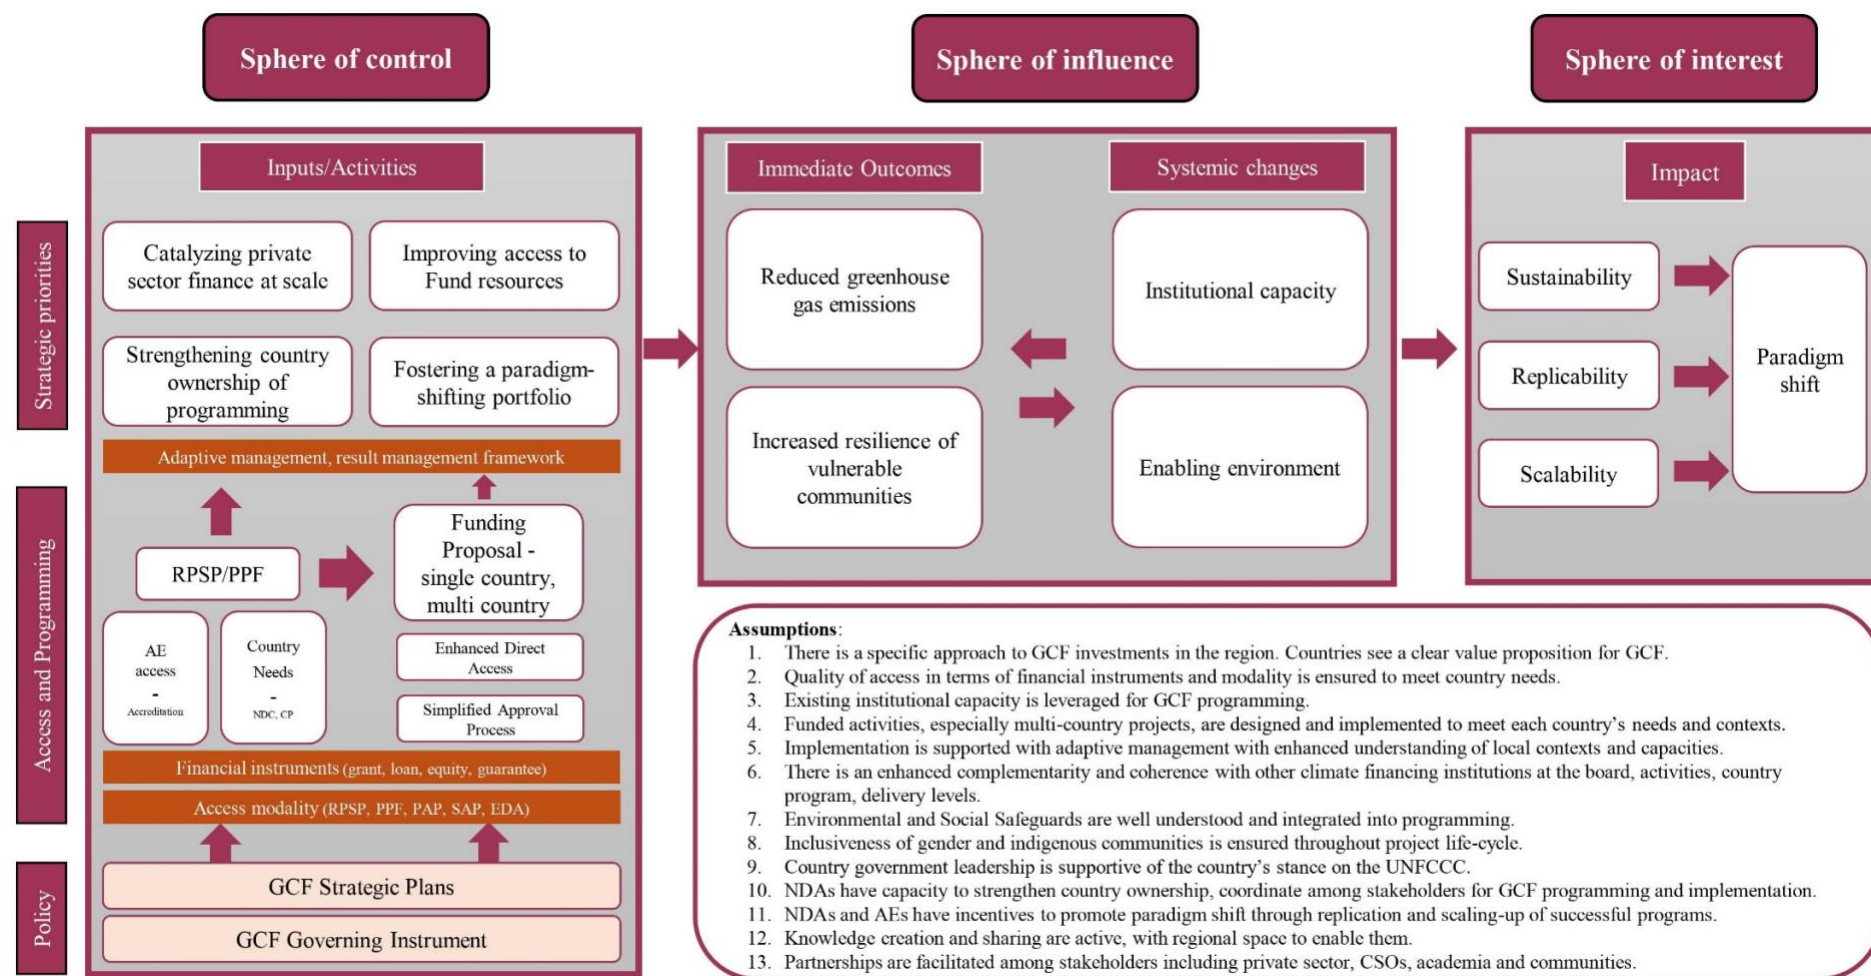 Sphere of control
Sphere of influence
Sphere of interest
Strategic priorities
Access and Programming
Policy
Inputs/Activities
Catalyzing private
sector finance at scale
Improving access to
Fund resources
Strengthening country
ownership of
programming
Fostering a paradigm-
shifting portfolio
Adaptive management, result management framework
RPSP/PPF
Funding
Proposal -
single country,
multi country
AE
access
-
Accreditation
Country
Needs
-
NDC, CP
Enhanced Direct
Access
Simplified Approval
Process
Financial instruments (grant, loan, equity, guarantee)
Access modality (RPSP, PPF, PAP, SAP, EDA)
GCF Strategic Plans
GCF Governing Instrument
Immediate Outcomes
Reduced greenhouse
gas emissions
Increased resilience of
vulnerable
communities
Systemic changes
Institutional capacity
Enabling environment
Impact
Sustainability
Replicability
Scalability
Paradigm
shift
Assumptions:
1. There is a specific approach to GCF investments in the region. Countries see a clear value proposition for GCF.
2. Quality of access in terms of financial instruments and modality is ensured to meet country needs.
3. Existing institutional capacity is leveraged for GCF programming.
4. Funded activities, especially multi-country projects, are designed and implemented to meet each country’s needs and contexts.
5. Implementation is supported with adaptive management with enhanced understanding of local contexts and capacities.
6. There is an enhanced complementarity and coherence with other climate financing institutions at the board, activities, country
program, delivery levels.
7. Environmental and Social Safeguards are well understood and integrated into programming.
8. Inclusiveness of gender and indigenous communities is ensured throughout project life-cycle.
9. Country government leadership is supportive of the country’s stance on the UNFCCC.
10. NDAs have capacity to strengthen country ownership, coordinate among stakeholders for GCF programming and implementation.
11. NDAs and AEs have incentives to promote paradigm shift through replication and scaling-up of successful programs.
12. Knowledge creation and sharing are active, with regional space to enable them.
13. Partnerships are facilitated among stakeholders including private sector, CSOs, academia and communities.